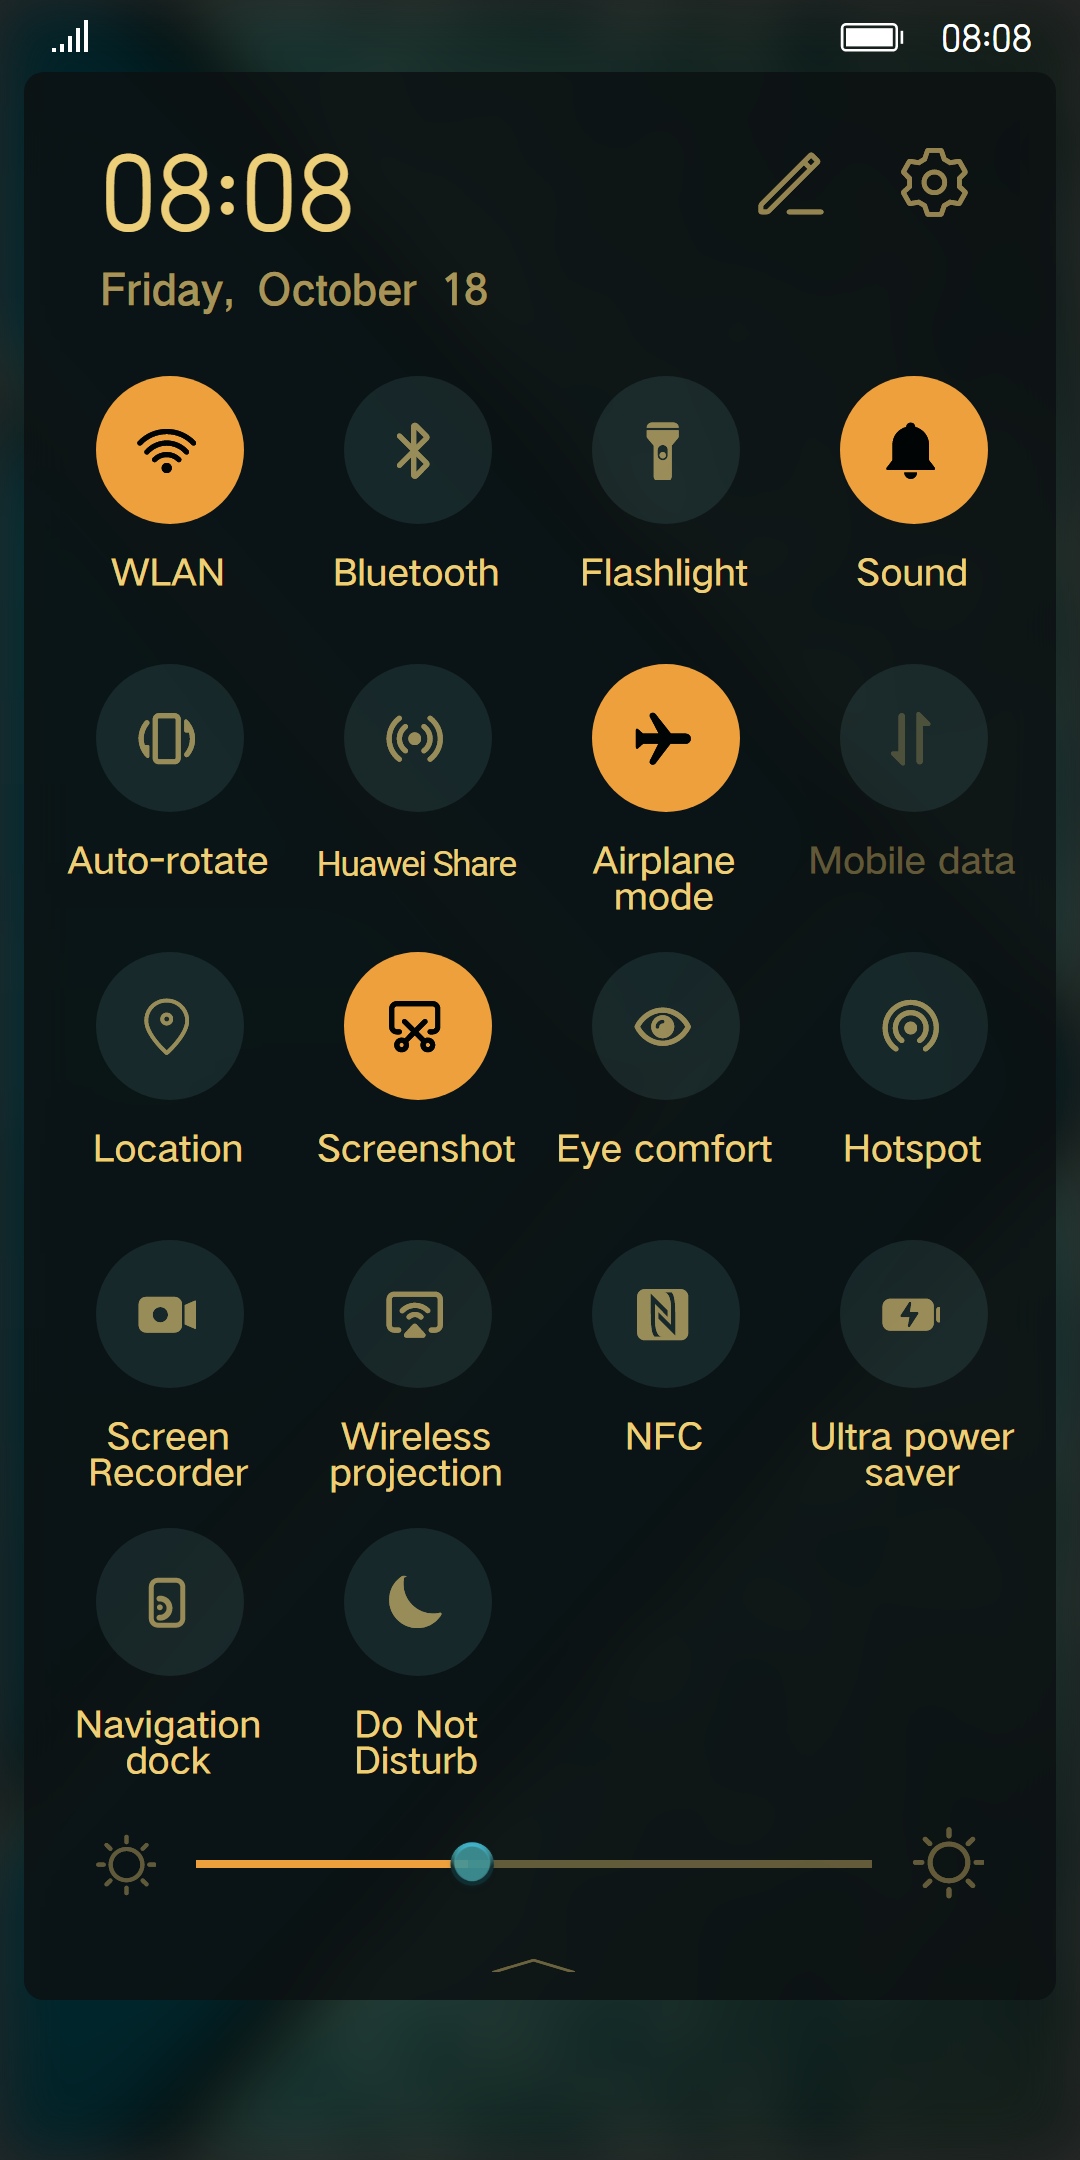 08:08
08:08
Friday, October 18
WLAN
Bluetooth
Flashlight
Sound
Auto-rotate
Huawei Share
Airplane
mode
Mobile data
Location
Screenshot
Eye comfort
Hotspot
Screen
Recorder
Wireless
projection
NFC
Ultra power
saver
Navigation
dock
Do Not
Disturb